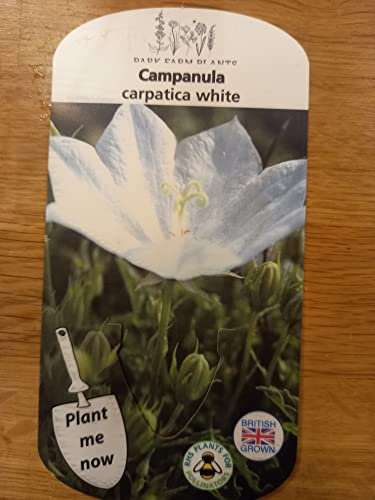 PARK FARM PLANTS
Campanula
carpatica white
Plant
me
now
RHS PLANTS FOR
POLLINATORS
BRITISH
GROWN